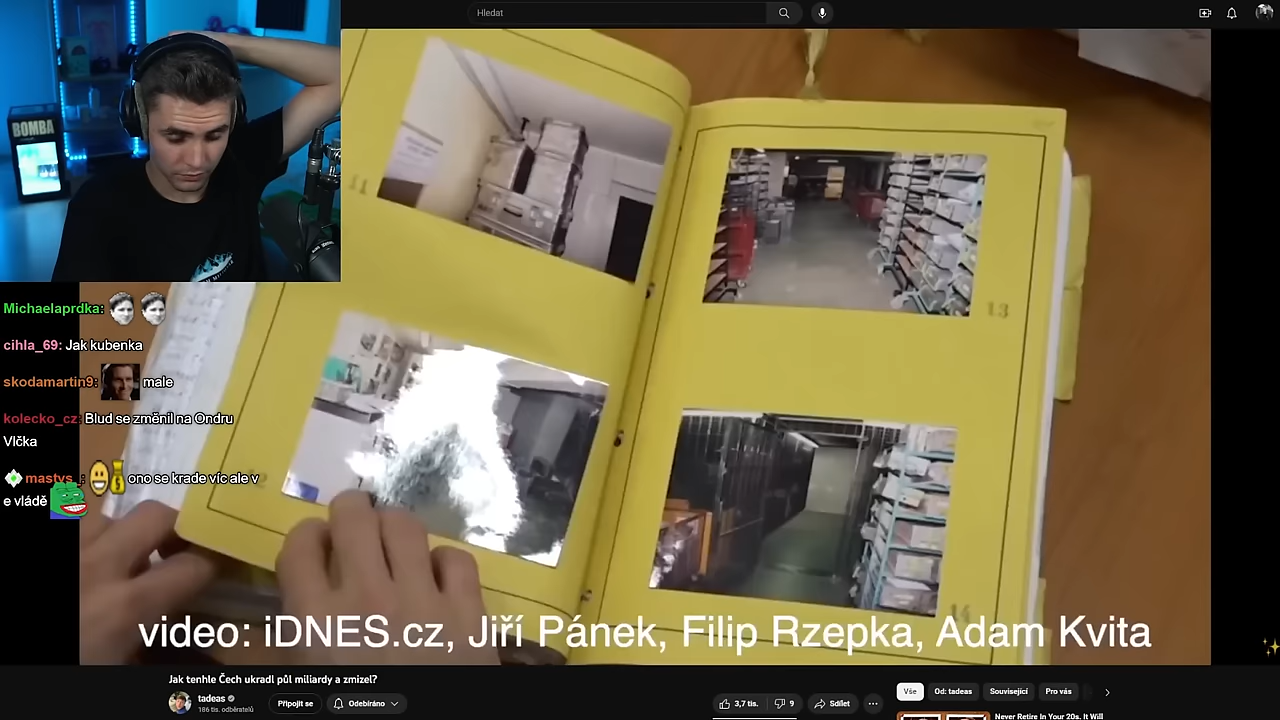 Hledat
BOMBA
11
13
14
Michaelaprdka:
cihla_69: Jak kubenka
skodamartin9: male
kolecko_cz: Blud se změnil na Ondru
Vlčka
mastys_: ono se krade víc ale v
e vládě
video: iDNES.cz, Jiří Pánek, Filip Rzepka, Adam Kvita
Jak tenhle Čech ukradl půl miliardy a zmizel?
tadeas
186 tis. odběratelů
Připojit se
Odebíráno
3,7 tis.
9
Sdílet
Vše
Od: tadeas
Související
Pro vás
Never Retire In Your 20s. It Will